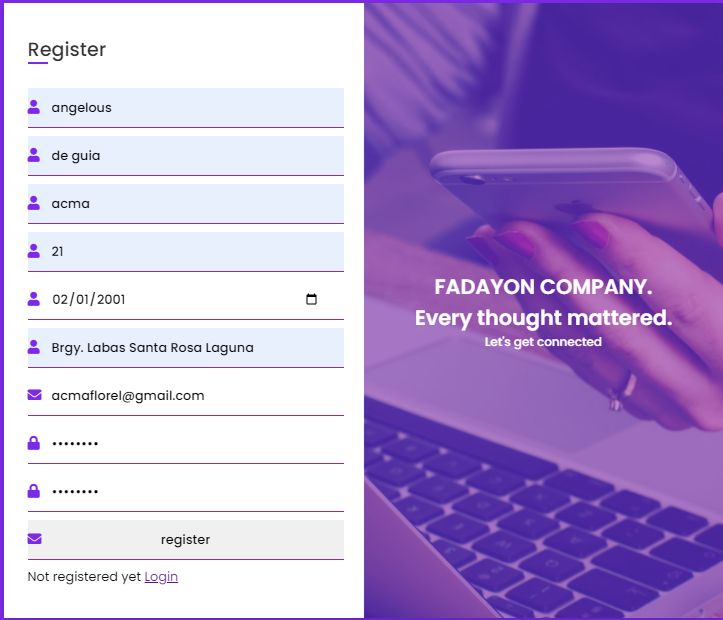 Register
angelous
de guia
acma
21
02/01/2001
Brgy. Labas Santa Rosa Laguna
acmaflorel@gmail.com
••••••••
••••••••
register
Not registered yet Login
FADAYON COMPANY.
Every thought mattered.
Let's get connected